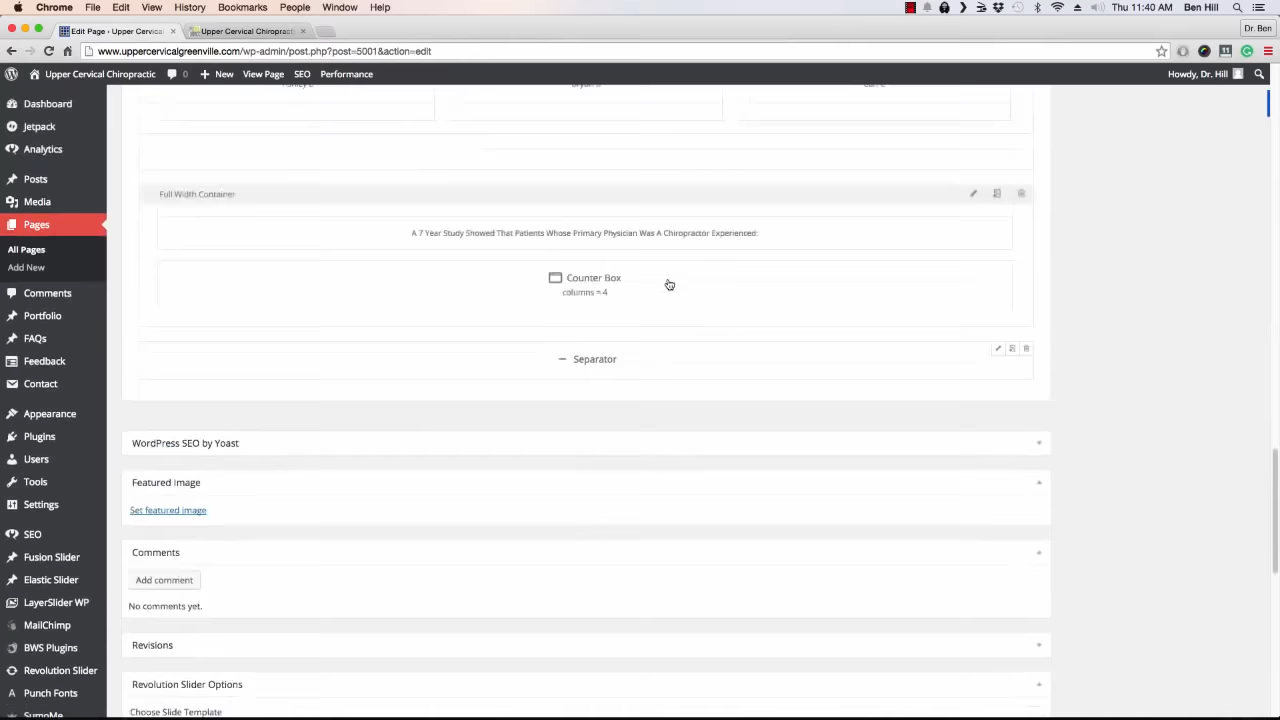 Chrome File Edit View History Bookmarks People Window Help Thu 11:40 AM Ben Hill
Edit Page ‹ Upper Cervical Upper Cervical Chiropracti Dr. Ben
www.uppercervicalgreenville.com/wp-admin/post.php?post=5001&action=edit
Upper Cervical Chiropractic 0 New View Page SEO Performance Howdy, Dr. Hill
Dashboard
Jetpack
Analytics
Posts
Media
Pages
All Pages
Add New
Comments
Portfolio
FAQs
Feedback
Contact
Appearance
Plugins
Users
Tools
Settings
SEO
Fusion Slider
Elastic Slider
LayerSlider WP
MailChimp
BWS Plugins
Revolution Slider
Punch Fonts
SumoMe
Full Width Container
A 7 Year Study Showed That Patients Whose Primary Physician Was A Chiropractor Experienced:
Counter Box
columns = 4
Separator
WordPress SEO by Yoast
Featured Image
Set featured image
Comments
Add comment
No comments yet.
Revisions
Revolution Slider Options
Choose Slide Template